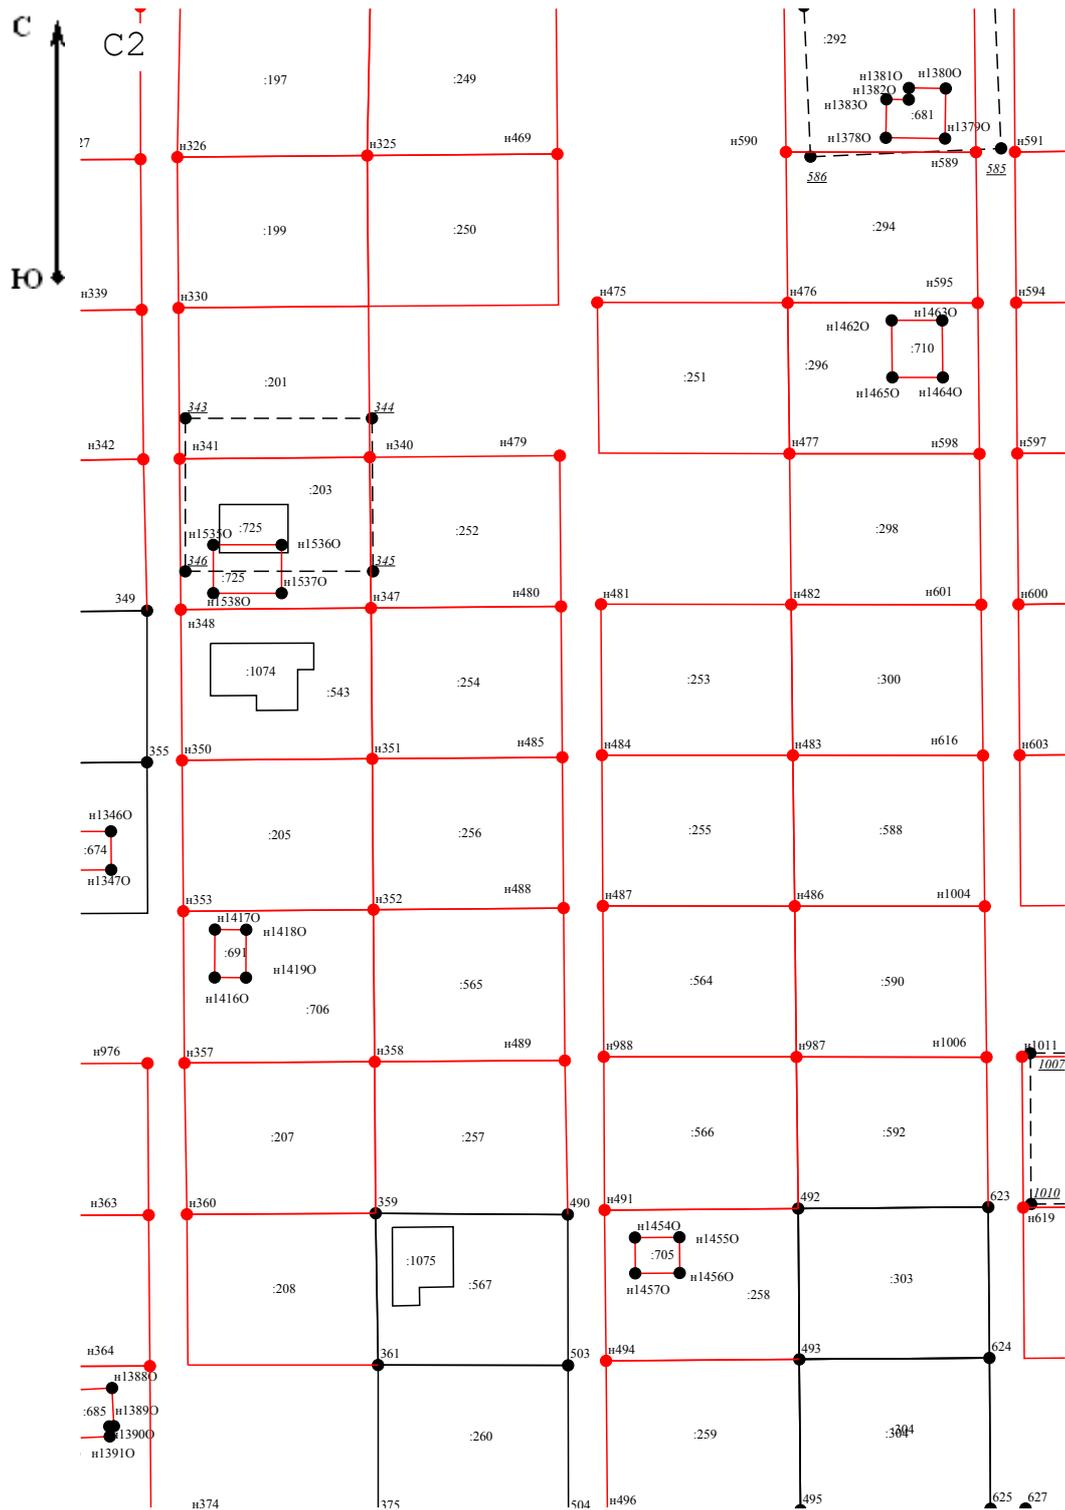 С
С2
:292
:197
:249
н1381О
н1380О
н1382О
н1383О
:681
н1378О
н1379О
27
н326
н325
н469
н590
н589
н591
586
585
:199
:250
:294
н339
н330
н475
н476
н595
н594
Ю
н1462О
н1463О
:710
:201
:251
:296
н1465О
н1464О
343
344
н342
н341
н340
н479
н477
н598
н597
:203
:252
:298
н1535О
:725
н1536О
346
:725
345
н1537О
н1538О
349
н348
н347
н480
н481
н482
н601
н600
:1074
:543
:254
:253
:300
355
н350
н351
н485
н484
н483
н616
н603
н1346О
:674
н1347О
:205
:256
:255
:588
н353
н352
н488
н487
н486
н1004
н1417О
н1418О
:691
н1419О
н1416О
:706
:565
:564
:590
н976
н357
н358
н489
н988
н987
н1006
н1011
1007
:207
:257
:566
:592
н363
н360
359
490
н491
492
623
1010
н619
н1454О
н1455О
:705
н1456О
н1457О
:1075
:208
:567
:258
:303
н364
361
503
н494
493
624
н1388О
:685
н1389О
н1390О
н1391О
:260
:259
:304
:304
н374
375
504
н496
495
625
627